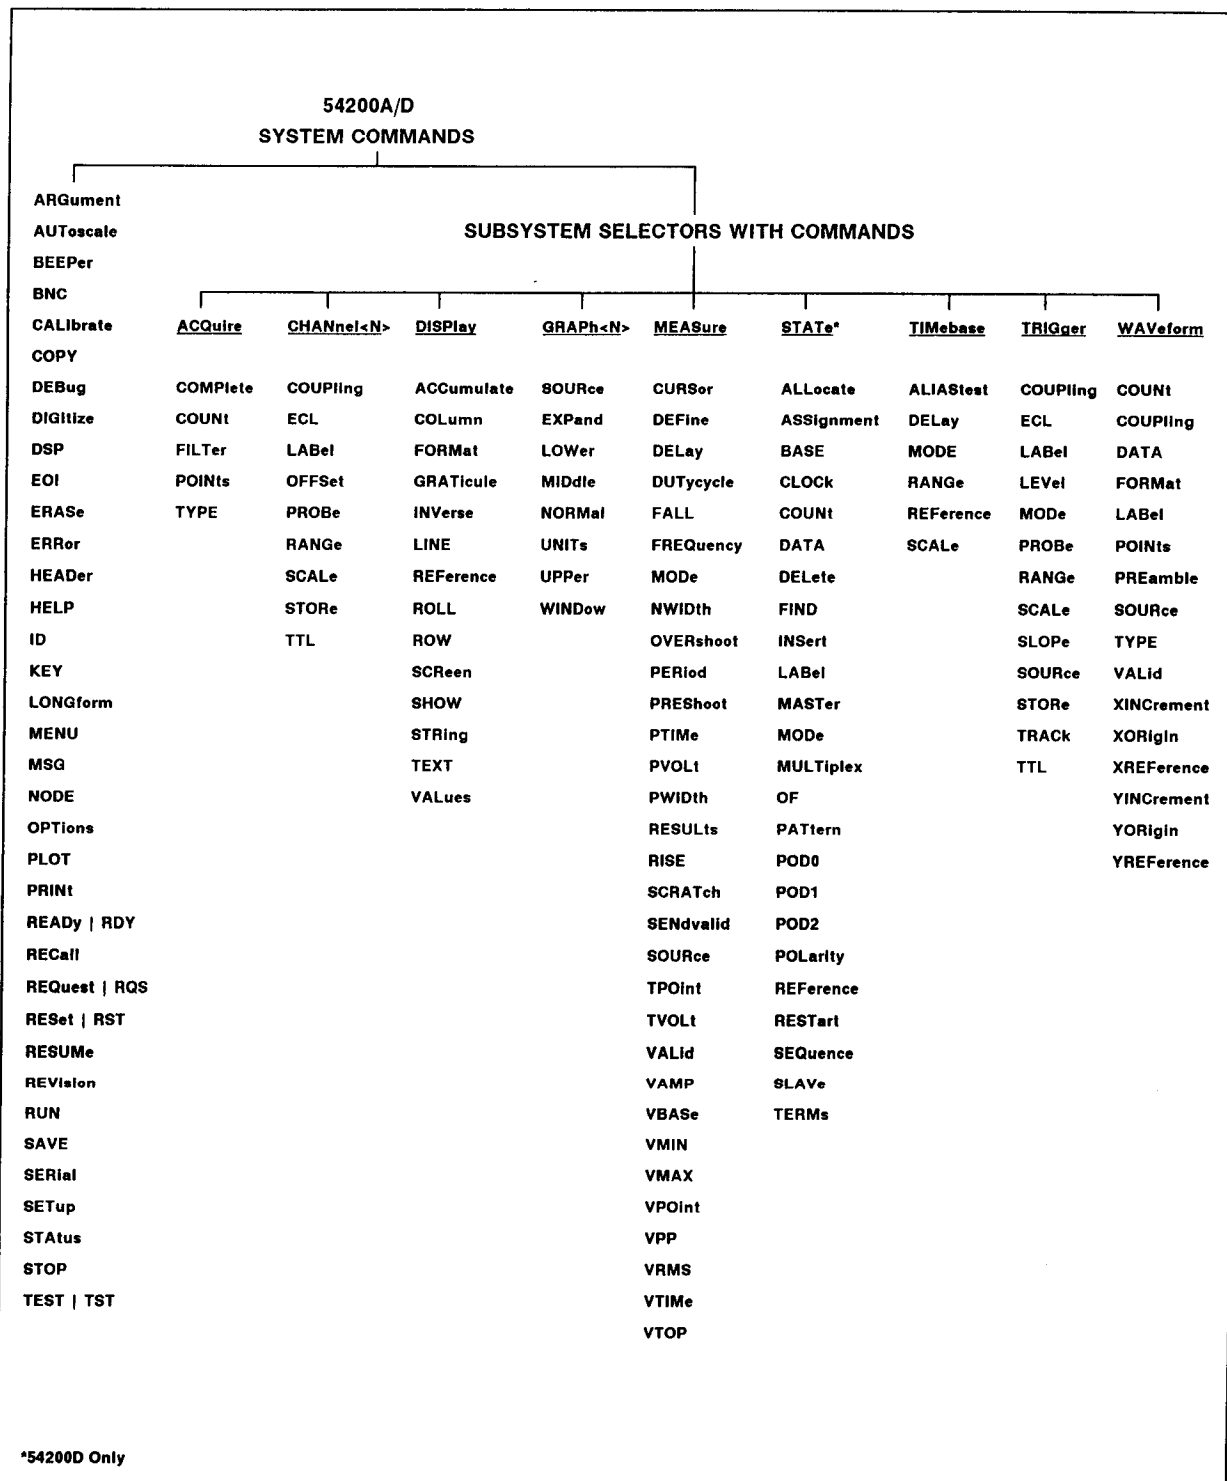 54200A/D
SYSTEM COMMANDS
ARGument
AUToscale
SUBSYSTEM SELECTORS WITH COMMANDS
BEEPer
BNC
CALIbrate ACQuire CHANnel<N> DISPlay GRAPh<N> MEASure STATe* TIMebase TRIGger WAVeform
COPY
DEBug COMPlete COUPling ACCumulate SOURce CURSor ALLocate ALIAStest COUPling COUNt
DIGItize COUNt ECL COLumn EXPand DEFine ASSignment DELay ECL COUPling
DSP FILTer LABel FORMat LOWer DELay BASE MODE LABel DATA
EOI POINts OFFSet GRATicule MIDdle DUTycycle CLOCk RANGe LEVel FORMat
ERASe TYPE PROBe INVerse NORMal FALL COUNt REFerence MODe LABel
ERRor RANGe LINE UNITs FREQuency DATA SCALe PROBe POINts
HEADer SCALe REFerence UPPer MODe DELete RANGe PREamble
HELP STORe ROLL WINDow NWIDth FIND SCALe SOURce
ID TTL ROW OVERshoot INSert SLOPe TYPE
KEY SCReen PERiod LABel SOURce VALid
LONGform SHOW PREShoot MASTer STORe XINCrement
MENU STRing PTIMe MODe TRACk XORigin
MSG TEXT PVOLt MULTiplex TTL XREFerence
NODE VALues PWIDth OF YINCrement
OPTions RESULts PATtern YORigin
PLOT RISE POD0 YREFerence
PRINt SCRATch POD1
READy | RDY SENdvalid POD2
RECall SOURce POLarity
REQuest | RQS TPOint REFerence
RESet | RST TVOLt RESTart
RESUMe VALid SEQuence
REVision VAMP SLAVe
RUN VBASe TERMs
SAVE VMIN
SERial VMAX
SETup VPOint
STAtus VPP
STOP VRMS
TEST | TST VTIMe
VTOP
*54200D Only